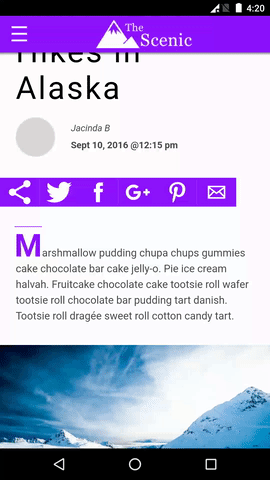 4:20
The
Scenic
Hikes in
Alaska
Jacinda B
Sept 10, 2016 @12:15 pm
G+
Marshmallow pudding chupa chups gummies
cake chocolate bar cake jelly-o. Pie ice cream
halvah. Fruitcake chocolate cake tootsie roll wafer
tootsie roll chocolate bar pudding tart danish.
Tootsie roll dragée sweet roll cotton candy tart.